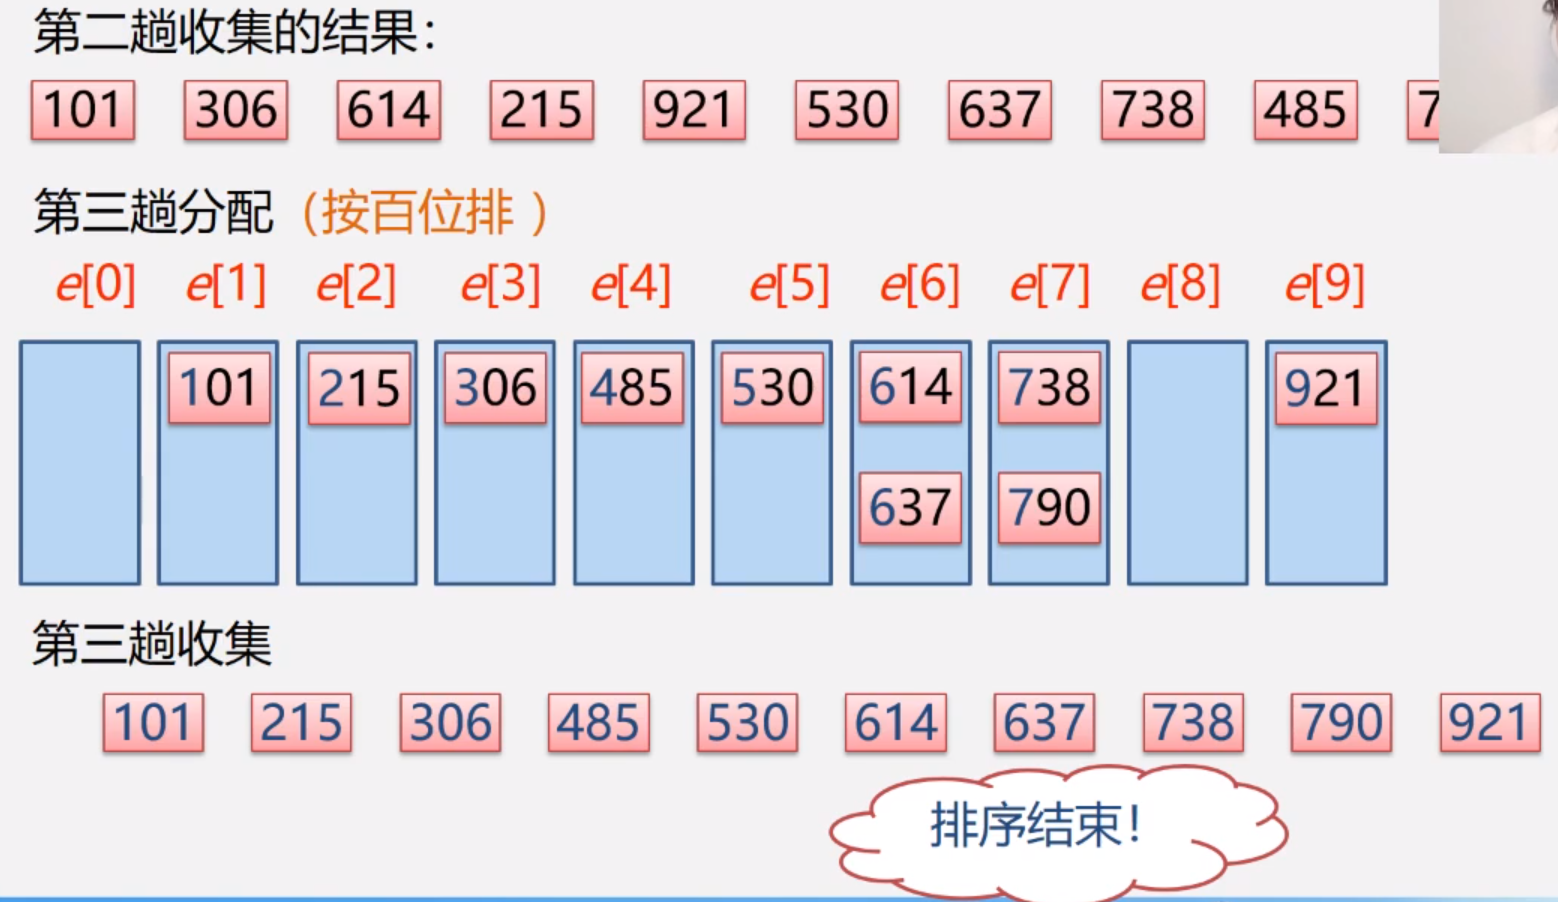 第二趟收集的结果：
101 306 614 215 921 530 637 738 485 7
第三趟分配（按百位排 ）
e[0] e[1] e[2] e[3] e[4] e[5] e[6] e[7] e[8] e[9]
101 215 306 485 530 614 738 921
637 790
第三趟收集
101 215 306 485 530 614 637 738 790 921
排序结束！